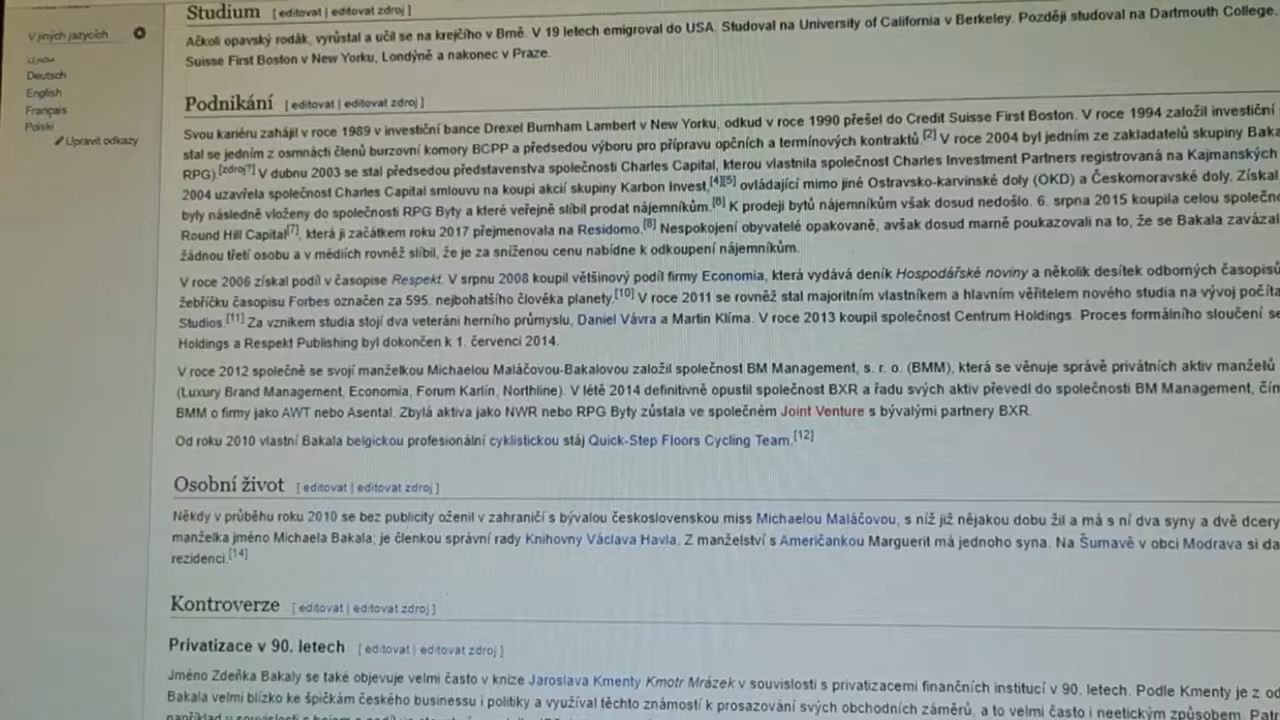 Studium [ editovat | editovat zdroj ]
V jiných jazycích
Ačkoli opavský rodák, vyrůstal a učil se na krejčího v Brně. V 19 letech emigroval do USA. Studoval na University of California v Berkeley. Později studoval na Dartmouth College.
Suisse First Boston v New Yorku, Londýně a nakonec v Praze.
Deutsch
English
Français
Polski
Upravit odkazy
Podnikání [ editovat | editovat zdroj ]
Svou kariéru zahájil v roce 1989 v investiční bance Drexel Burnham Lambert v New Yorku, odkud v roce 1990 přešel do Credit Suisse First Boston. V roce 1994 založil investiční
stal se jedním z osmnácti členů burzovní komory BCPP a předsedou výboru pro přípravu opčních a termínových kontraktů.[2] V roce 2004 byl jedním ze zakladatelů skupiny Baka
RPG).[zdroj?] V dubnu 2003 se stal předsedou představenstva společnosti Charles Capital, kterou vlastnila společnost Charles Investment Partners registrovaná na Kajmanských
2004 uzavřela společnost Charles Capital smlouvu na koupi akcií skupiny Karbon Invest,[4][5] ovládající mimo jiné Ostravsko-karvinské doly (OKD) a Českomoravské doly. Získal
byly následně vloženy do společnosti RPG Byty a které veřejně slíbil prodat nájemníkům.[6] K prodeji bytů nájemníkům však dosud nedošlo. 6. srpna 2015 koupila celou společno
Round Hill Capital[7], která ji začátkem roku 2017 přejmenovala na Residomo.[8] Nespokojení obyvatelé opakovaně, avšak dosud marně poukazovali na to, že se Bakala zavázal
žádnou třetí osobu a v médiích rovněž slíbil, že je za sníženou cenu nabídne k odkoupení nájemníkům.
V roce 2006 získal podíl v časopise Respekt. V srpnu 2008 koupil většinový podíl firmy Economia, která vydává deník Hospodářské noviny a několik desítek odborných časopisů
žebříčku časopisu Forbes označen za 595. nejbohatšího člověka planety.[10] V roce 2011 se rovněž stal majoritním vlastníkem a hlavním věřitelem nového studia na vývoj počíta
Studios.[11] Za vznikem studia stojí dva veteráni herního průmyslu, Daniel Vávra a Martin Klíma. V roce 2013 koupil společnost Centrum Holdings. Proces formálního sloučení se
Holdings a Respekt Publishing byl dokončen k 1. červenci 2014.
V roce 2012 společně se svojí manželkou Michaelou Maláčovou-Bakalovou založil společnost BM Management, s. r. o. (BMM), která se věnuje správě privátních aktiv manželů
(Luxury Brand Management, Economia, Forum Karlín, Northline). V létě 2014 definitivně opustil společnost BXR a řadu svých aktiv převedl do společnosti BM Management, čím
BMM o firmy jako AWT nebo Asental. Zbylá aktiva jako NWR nebo RPG Byty zůstala ve společném Joint Venture s bývalými partnery BXR.
Od roku 2010 vlastní Bakala belgickou profesionální cyklistickou stáj Quick-Step Floors Cycling Team.[12]
Osobní život [ editovat | editovat zdroj ]
Někdy v průběhu roku 2010 se bez publicity oženil v zahraničí s bývalou československou miss Michaelou Maláčovou, s níž již nějakou dobu žil a má s ní dva syny a dvě dcery
manželka jméno Michaela Bakala; je členkou správní rady Knihovny Václava Havla. Z manželství s Američankou Marguerit má jednoho syna. Na Šumavě v obci Modrava si da
rezidenci.[14]
Kontroverze [ editovat | editovat zdroj ]
Privatizace v 90. letech [ editovat | editovat zdroj ]
Jméno Zdeňka Bakaly se také objevuje velmi často v knize Jaroslava Kmenty Kmotr Mrázek v souvislosti s privatizacemi finančních institucí v 90. letech. Podle Kmenty je z od
Bakala velmi blízko ke špičkám českého businessu i politiky a využíval těchto známostí k prosazování svých obchodních záměrů, a to velmi často i neetickým způsobem. Patř